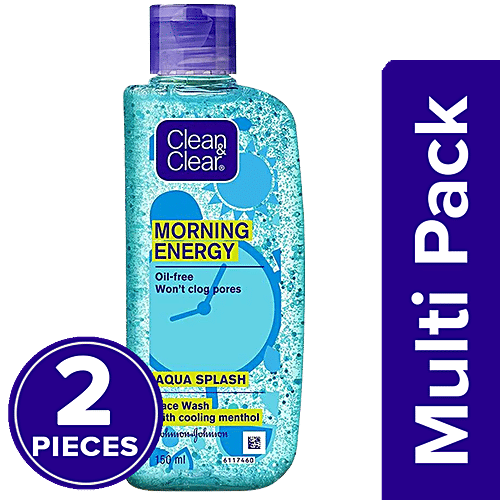 Clean
&
Clear®
MORNING
ENERGY
Oil-free
Won't clog pores
AQUA SPLASH
Face Wash
with cooling menthol
Johnson&Johnson
150 ml
6117460
2
PIECES
Multi Pack